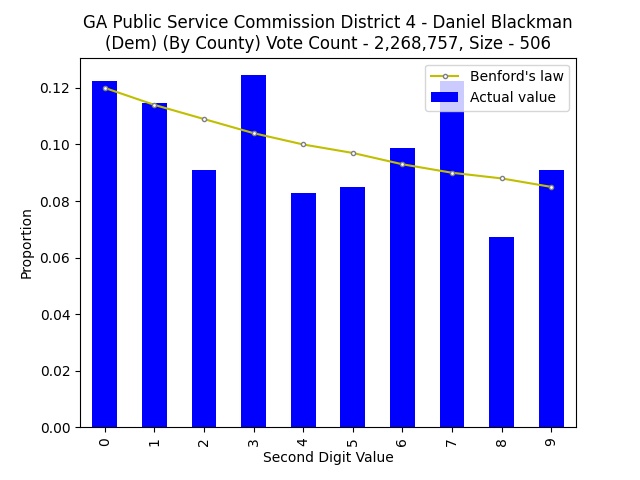 GA Public Service Commission District 4 - Daniel Blackman
(Dem) (By County) Vote Count - 2,268,757, Size - 506
Benford's law
Actual value
0.12
0.10
0.08
0.06
0.04
0.02
0.00
Proportion
0 1 2 3 4 5 6 7 8 9
Second Digit Value